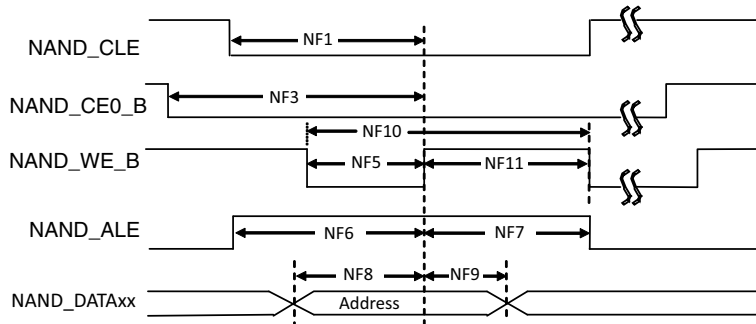 NAND_CLE
NF1
NAND_CE0_B
NF3
NF10
NAND_WE_B
NF5
NF11
NAND_ALE
NF6
NF7
NF8
NF9
NAND_DATAxx
Address